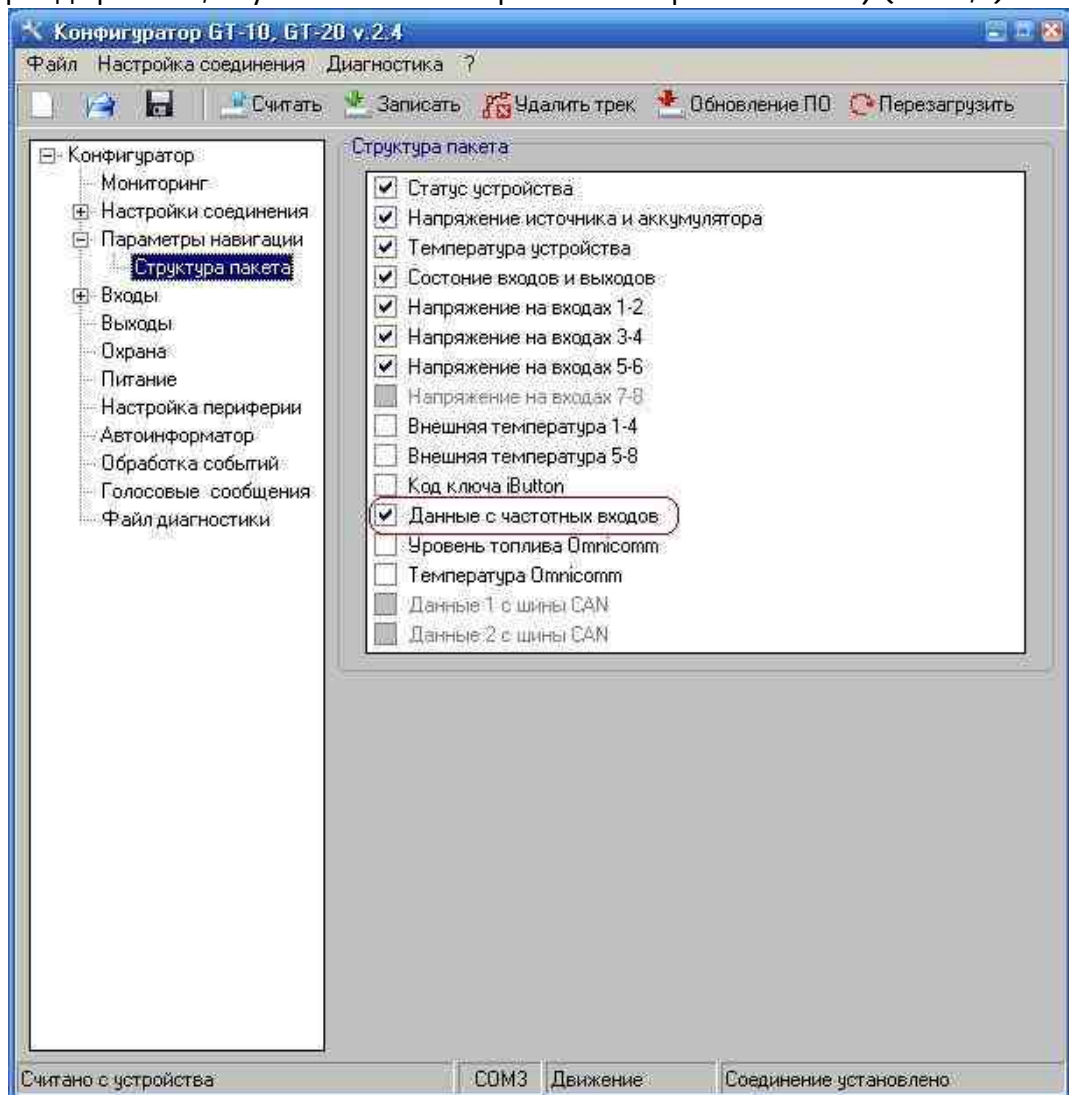 Конфигуратор GT-10, GT-20 v.2.4
Файл Настройка соединения Диагностика ?
Считать Записать Удалить трек Обновление ПО Перезагрузить
Конфигуратор
Мониторинг
Настройки соединения
Параметры навигации
Структура пакета
Входы
Выходы
Охрана
Питание
Настройка периферии
Автоинформатор
Обработка событий
Голосовые сообщения
Файл диагностики
Структура пакета
Статус устройства
Напряжение источника и аккумулятора
Температура устройства
Состоние входов и выходов
Напряжение на входах 1-2
Напряжение на входах 3-4
Напряжение на входах 5-6
Напряжение на входах 7-8
Внешняя температура 1-4
Внешняя температура 5-8
Код ключа iButton
Данные с частотных входов
Уровень топлива Omnicomm
Температура Omnicomm
Данные 1 с шины CAN
Данные 2 с шины CAN
Считано с устройства COM3 Движение Соединение установлено